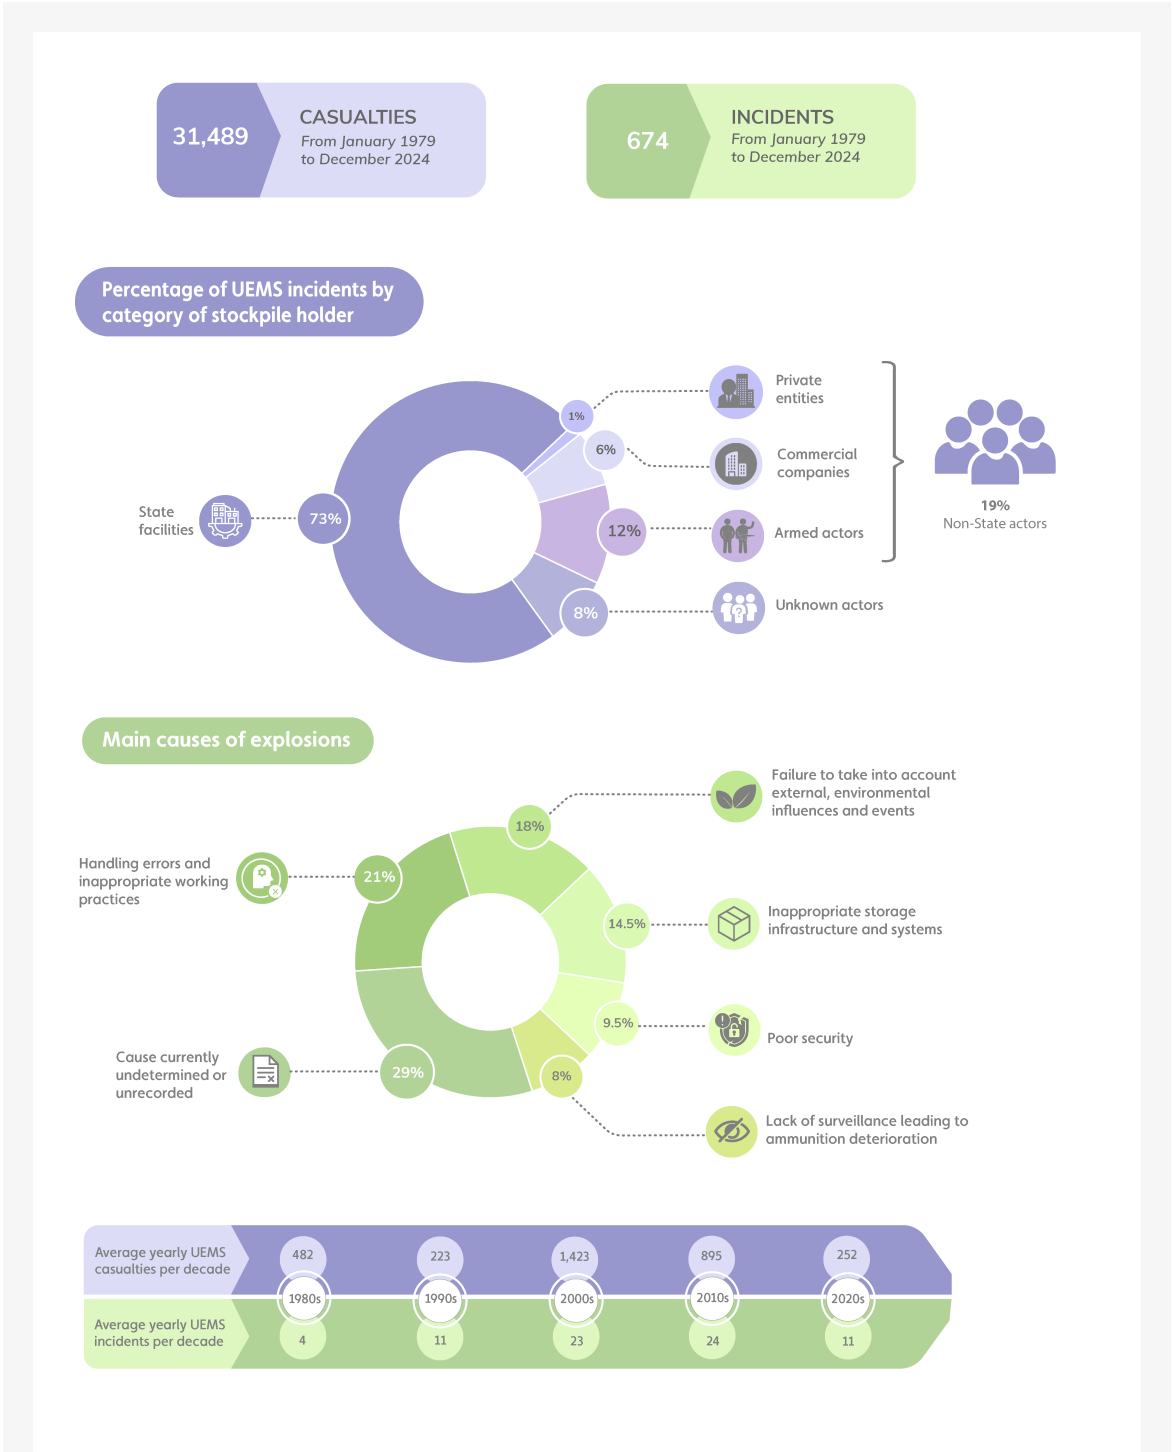 31,489
CASUALTIES
From January 1979
to December 2024
674
INCIDENTS
From January 1979
to December 2024
Percentage of UEMS incidents by
category of stockpile holder
State
facilities
73%
1%
Private
entities
6%
Commercial
companies
12%
Armed actors
8%
Unknown actors
19%
Non-State actors
Main causes of explosions
18%
Failure to take into account
external, environmental
influences and events
Handling errors and
inappropriate working
practices
21%
14.5%
Inappropriate storage
infrastructure and systems
9.5%
Poor security
Cause currently
undetermined or
unrecorded
29%
8%
Lack of surveillance leading to
ammunition deterioration
Average yearly UEMS
casualties per decade
482
223
1,423
895
252
1980s
1990s
2000s
2010s
2020s
Average yearly UEMS
incidents per decade
4
11
23
24
11